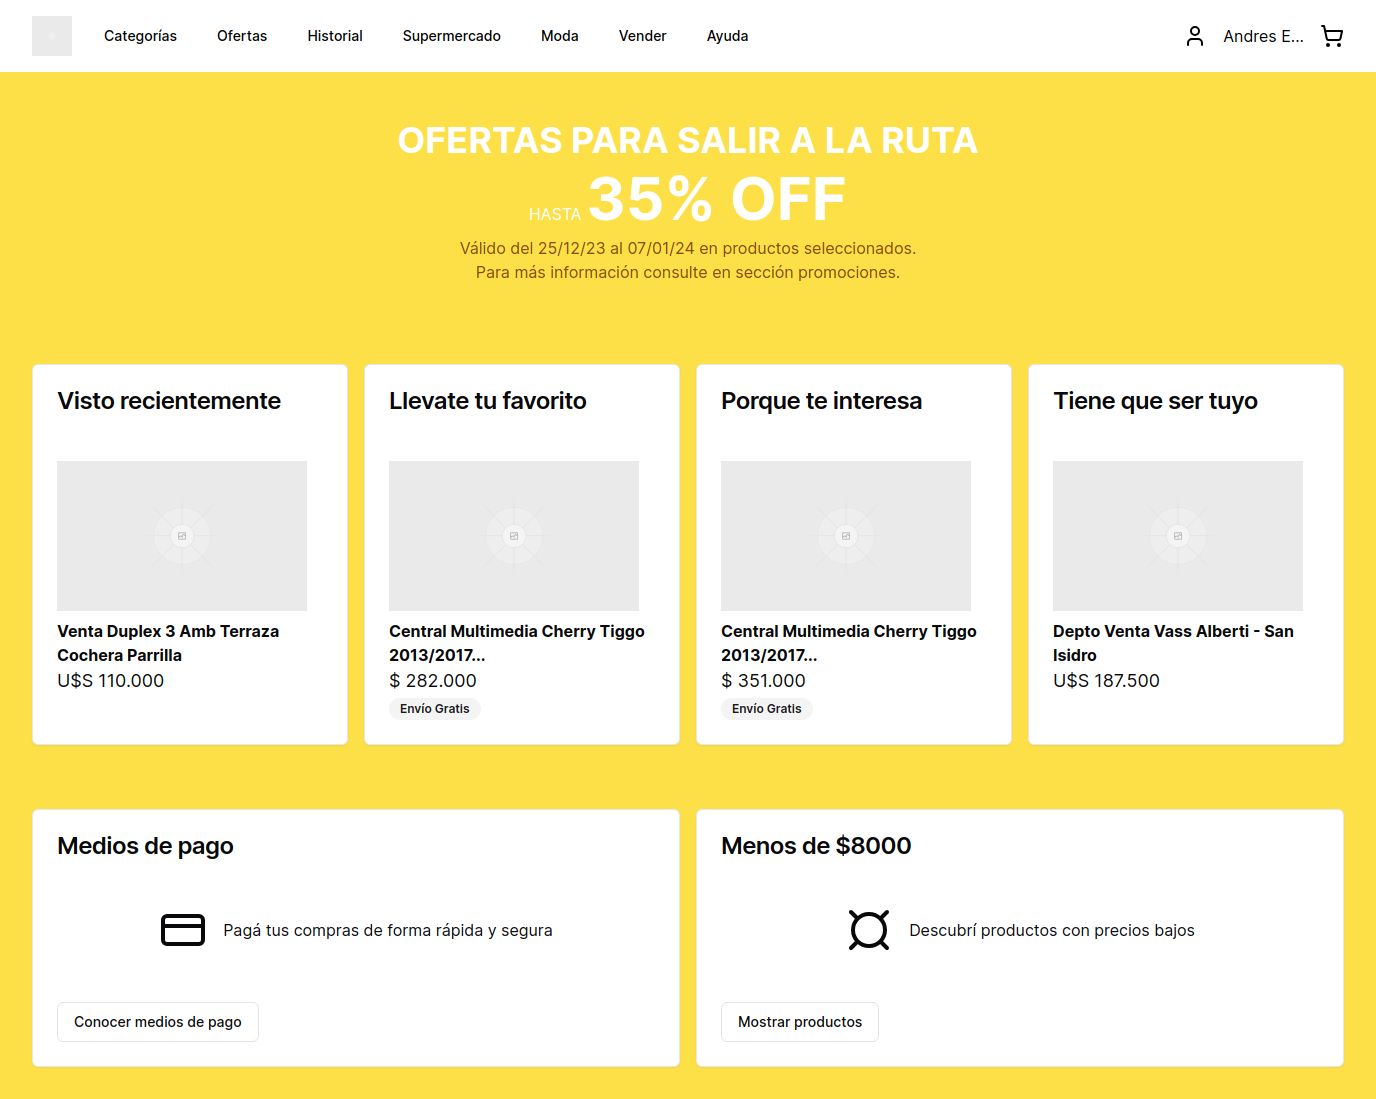 Categorías Ofertas Historial Supermercado Moda Vender Ayuda Andres E...
OFERTAS PARA SALIR A LA RUTA
HASTA 35% OFF
Válido del 25/12/23 al 07/01/24 en productos seleccionados.
Para más información consulte en sección promociones.
Visto recientemente
Venta Duplex 3 Amb Terraza
Cochera Parrilla
U$S 110.000
Llevate tu favorito
Central Multimedia Cherry Tiggo
2013/2017...
$ 282.000
Envío Gratis
Porque te interesa
Central Multimedia Cherry Tiggo
2013/2017...
$ 351.000
Envío Gratis
Tiene que ser tuyo
Depto Venta Vass Alberti - San
Isidro
U$S 187.500
Medios de pago
Pagá tus compras de forma rápida y segura
Conocer medios de pago
Menos de $8000
Descubrí productos con precios bajos
Mostrar productos